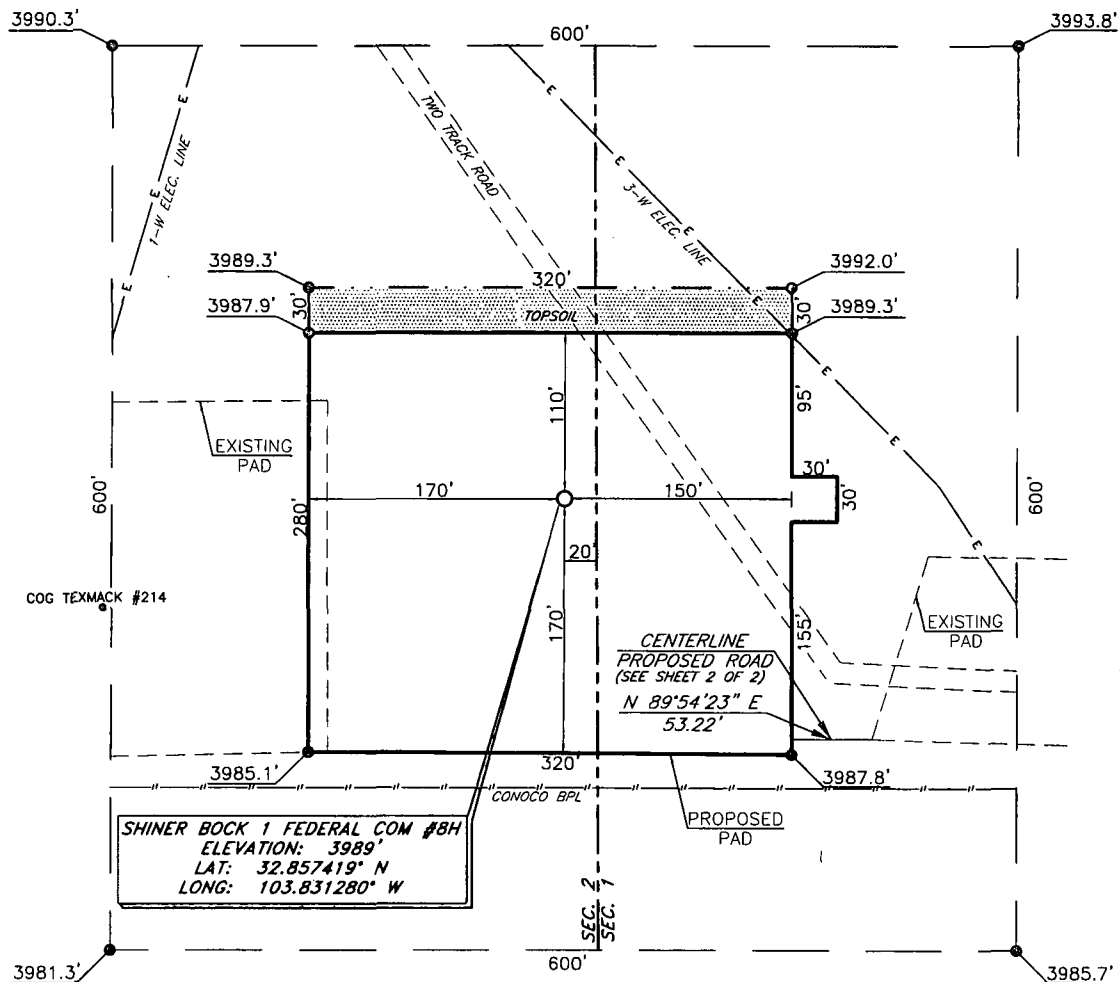 3990.3'
600'
3993.8'
E
E
1-W ELEC. LINE
TWO TRACK ROAD
E
E
3-W ELEC. LINE
E
E
E
E
3989.3'
320'
3992.0'
30'
TOPSOIL
30'
3987.9'
3989.3'
110'
95'
EXISTING
PAD
30'
30'
600'
280'
170'
150'
600'
20'
COG TEXMACK #214
170'
155'
EXISTING
PAD
CENTERLINE
PROPOSED ROAD
(SEE SHEET 2 OF 2)
N 89°54'23" E
53.22'
3985.1'
320'
3987.8'
CONOCO BPL
PROPOSED
PAD
SHINER BOCK 1 FEDERAL COM #8H
ELEVATION: 3989'
LAT: 32.857419° N
LONG: 103.831280° W
SEC. 2
SEC. 1
3981.3'
600'
3985.7'